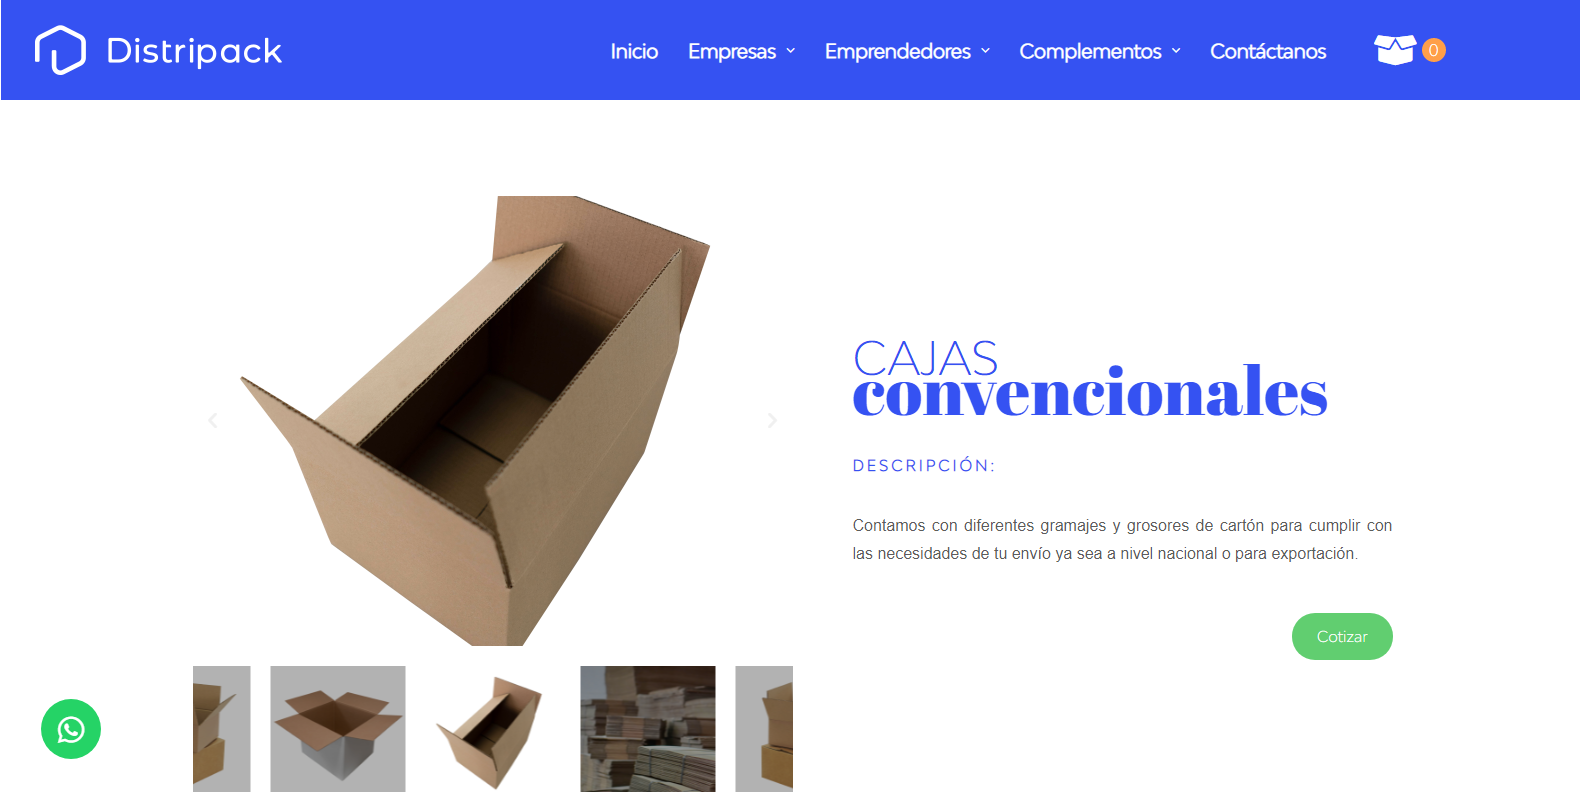 Distripack
Inicio Empresas Emprendedores Complementos Contáctanos 0
CAJAS
convencionales
DESCRIPCIÓN:
Contamos con diferentes gramajes y grosores de cartón para cumplir con
las necesidades de tu envío ya sea a nivel nacional o para exportación.
Cotizar